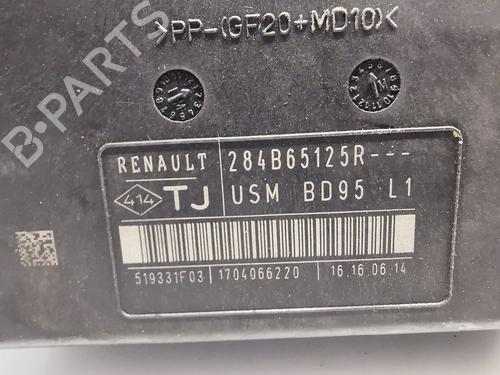 >PP-(GF20+MD10)<
B-PARTS
RENAULT 284B65125R---
414 TJ USM BD95 L1
519331F03 1704066220 16.16.06.14